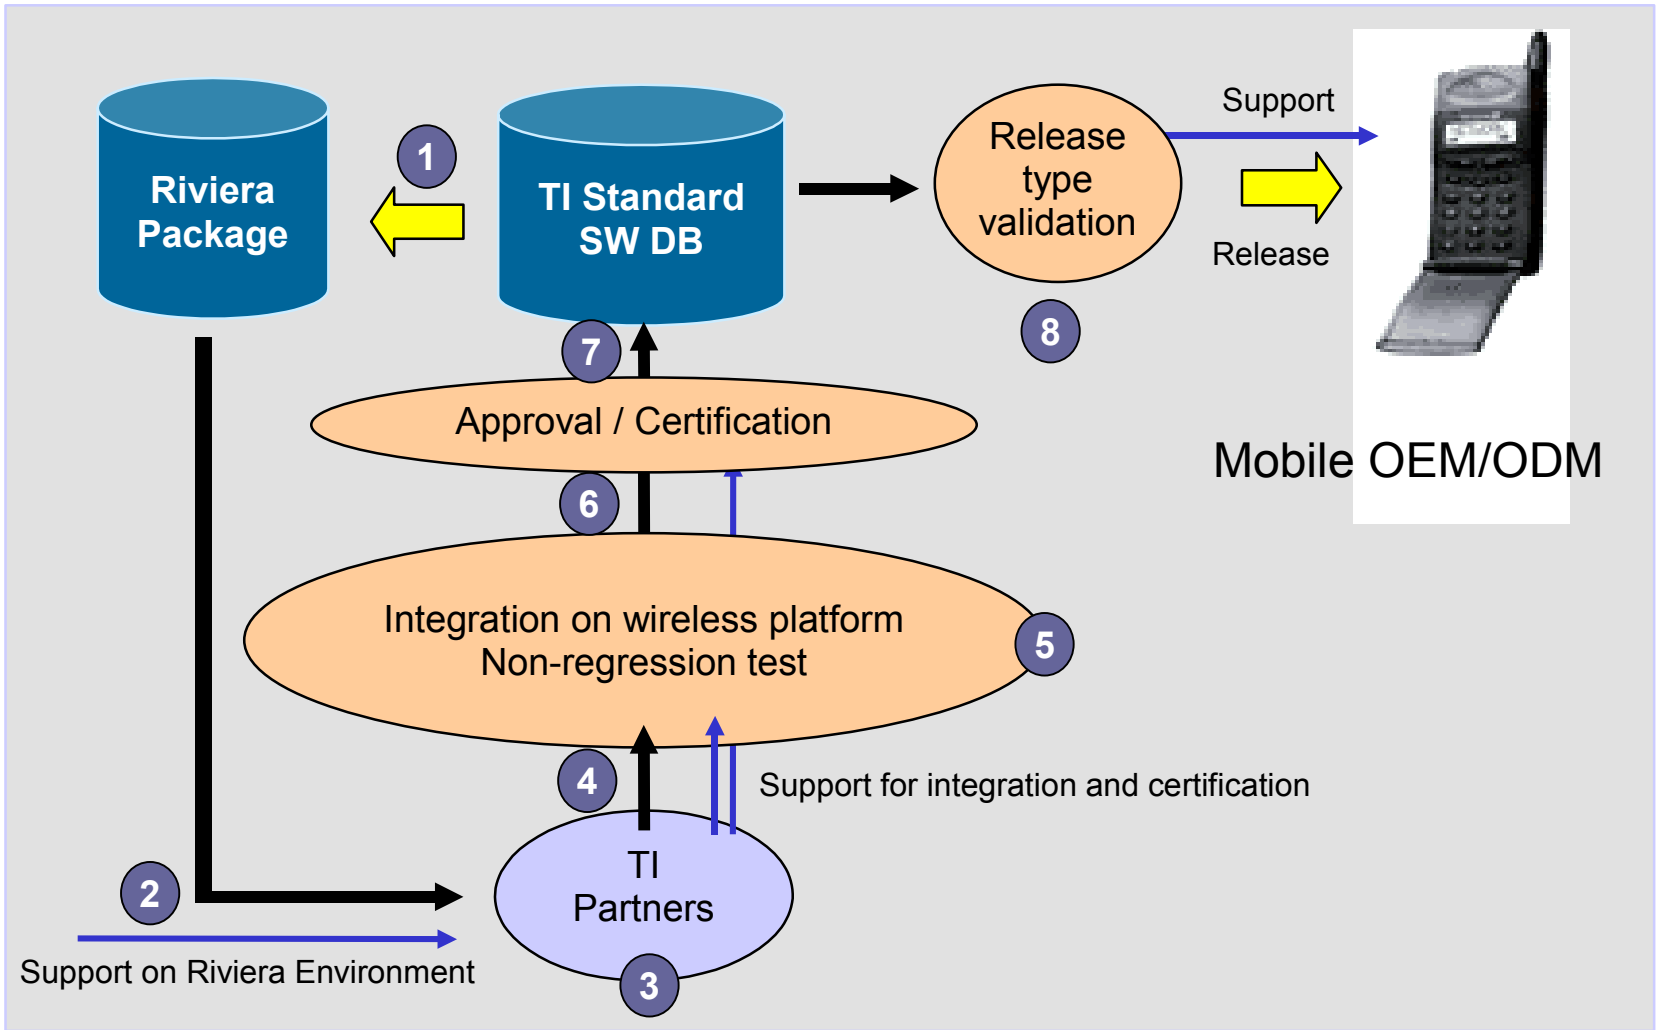 Riviera
Package
1
TI Standard
SW DB
Release
type
validation
Support
Release
8
Mobile OEM/ODM
7
Approval / Certification
6
Integration on wireless platform
Non-regression test
5
4
Support for integration and certification
TI
Partners
3
2
Support on Riviera Environment